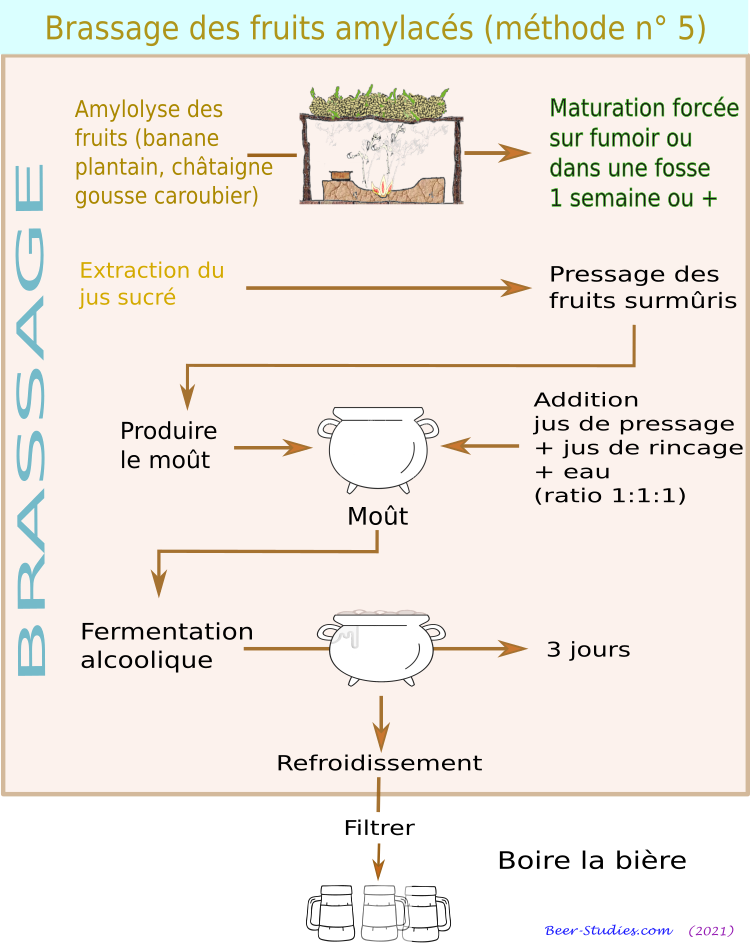 Brassage des fruits amylacés (méthode n° 5)
BRASSAGE
Amylolyse des
fruits (banane
plantain, châtaigne
gousse caroubier)
Maturation forcée
sur fumoir ou
dans une fosse
1 semaine ou +
Extraction du
jus sucré
Pressage des
fruits surmûris
Produire
le moût
Addition
jus de pressage
+ jus de rincage
+ eau
(ratio 1:1:1)
Moût
Fermentation
alcoolique
3 jours
Refroidissement
Filtrer
Boire la bière
Beer-Studies.com (2021)